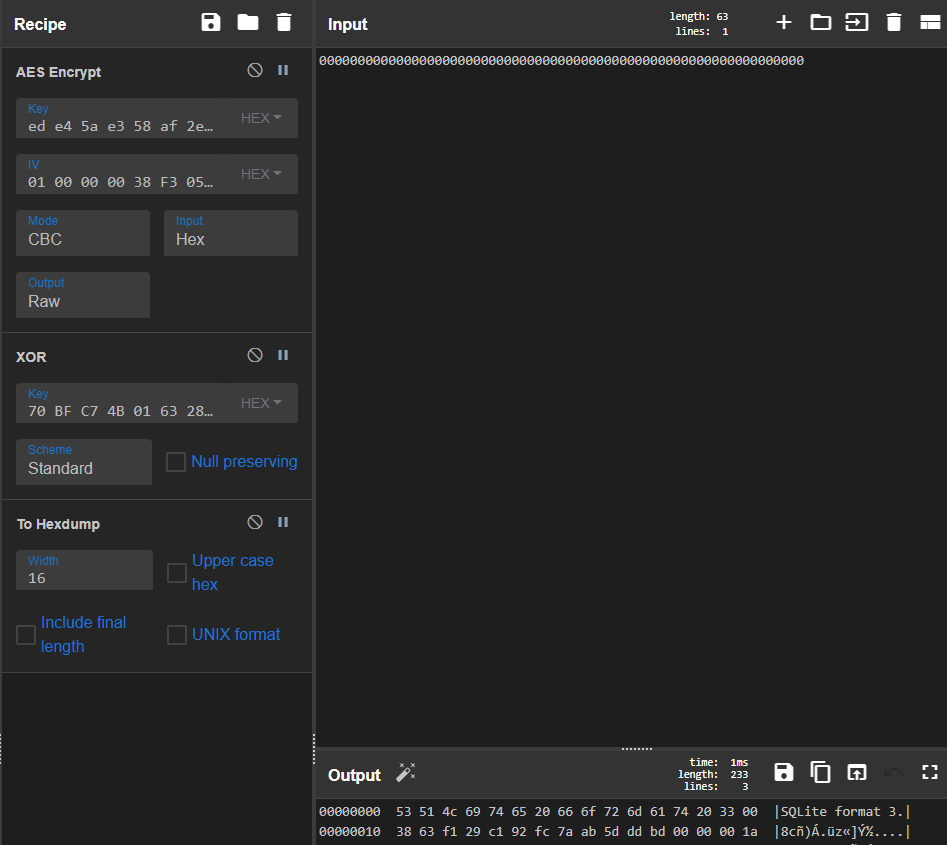 Recipe
AES Encrypt
Key
ed e4 5a e3 58 af 2e…
HEX
IV
01 00 00 00 38 F3 05…
HEX
Mode
CBC
Input
Hex
Output
Raw
XOR
Key
70 BF C7 4B 01 63 28…
HEX
Scheme
Standard
Null preserving
To Hexdump
Width
16
Upper case
hex
Include final
length
UNIX format
Input
length: 63
lines: 1
000000000000000000000000000000000000000000000000000000000000000
Output
time: 1ms
length: 233
lines: 3
00000000 53 51 4c 69 74 65 20 66 6f 72 6d 61 74 20 33 00 |SQLite format 3.|
00000010 38 63 f1 29 c1 92 fc 7a ab 5d dd bd 00 00 00 1a |8cñ)Á.üz«]Ý½....|